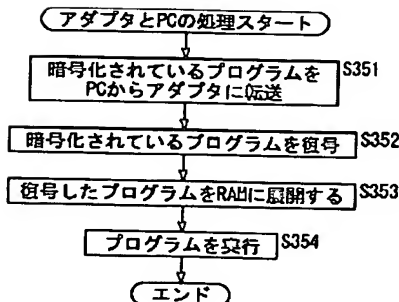 アダプタとPCの処理スタート
暗号化されているプログラムを
PCからアダプタに転送
S351
暗号化されているプログラムを復号
S352
復号したプログラムをRAMに展開する
S353
プログラムを実行
S354
エンド